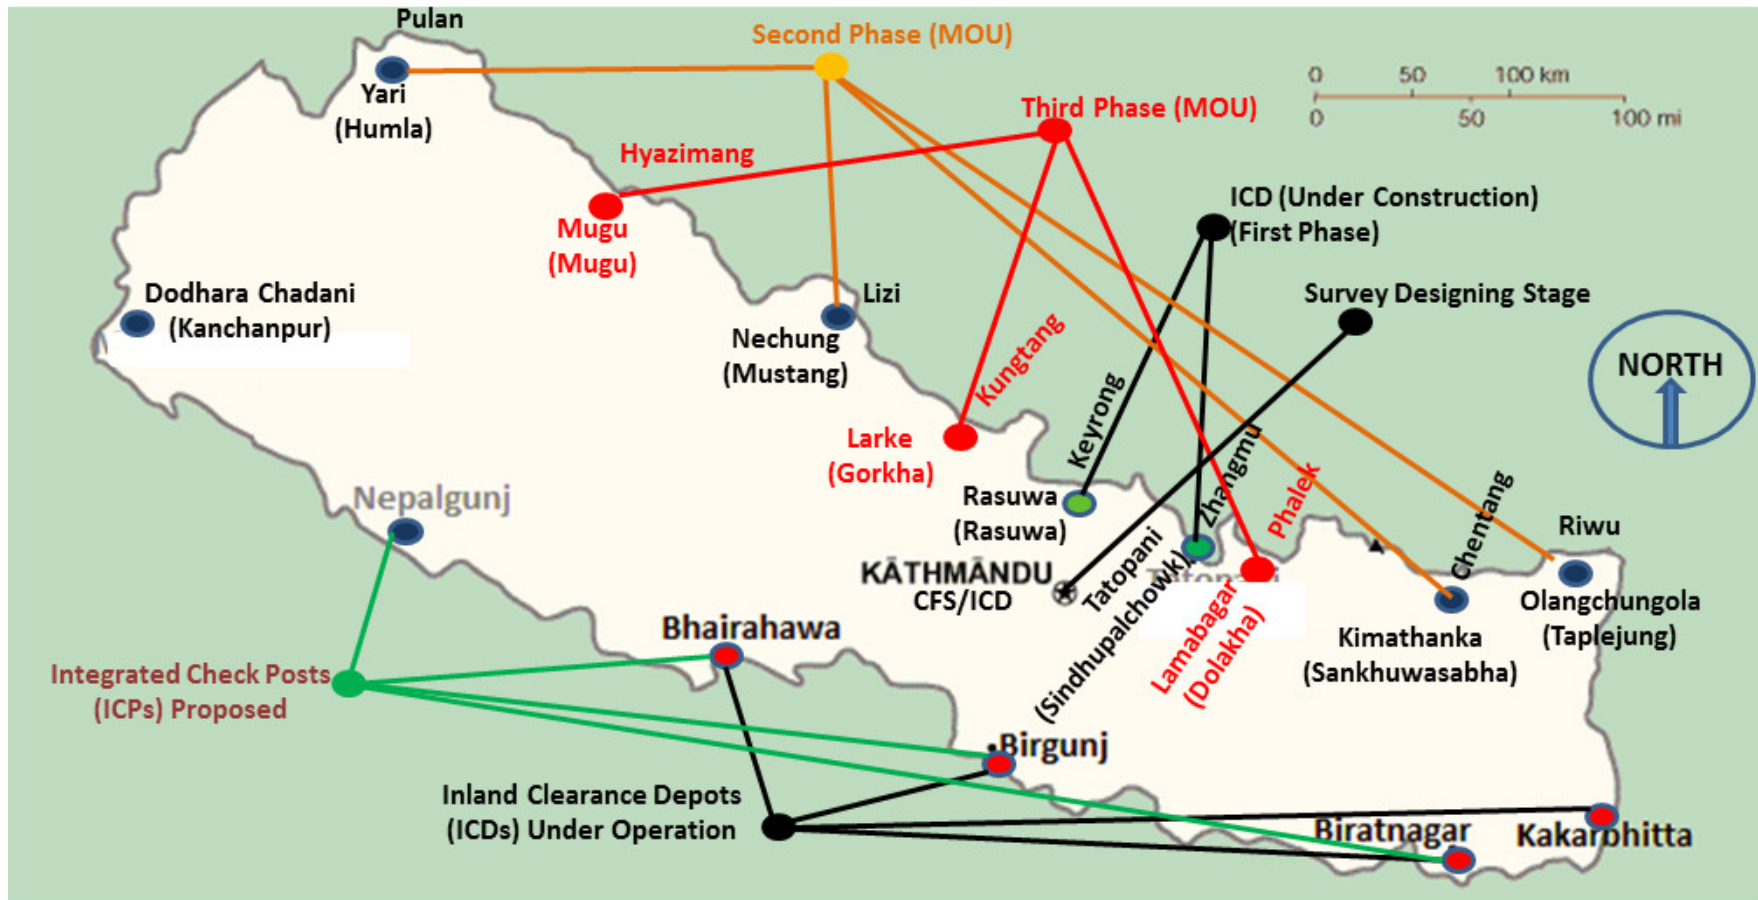 Pulan
Second Phase (MOU)
0 50 100 km
0 50 100 mi
Yari
(Humla)
Third Phase (MOU)
Hyazimang
ICD (Under Construction)
(First Phase)
Mugu
(Mugu)
Dodhara Chadani
(Kanchanpur)
Lizi
Survey Designing Stage
Nechung
(Mustang)
NORTH
Kungtang
Keyrong
Zhangmu
Larke
(Gorkha)
Phalek
Chentang
Nepalgunj
Rasuwa
(Rasuwa)
Riwu
KĀTHMĀNDU
CFS/ICD
Tatopani
(Sindhupalchowk)
Lamabagar
(Dolakha)
Olangchungola
(Taplejung)
Kimathanka
(Sankhuwasabha)
Bhairahawa
Integrated Check Posts
(ICPs) Proposed
Birgunj
Inland Clearance Depots
(ICDs) Under Operation
Biratnagar
Kakarbhitta